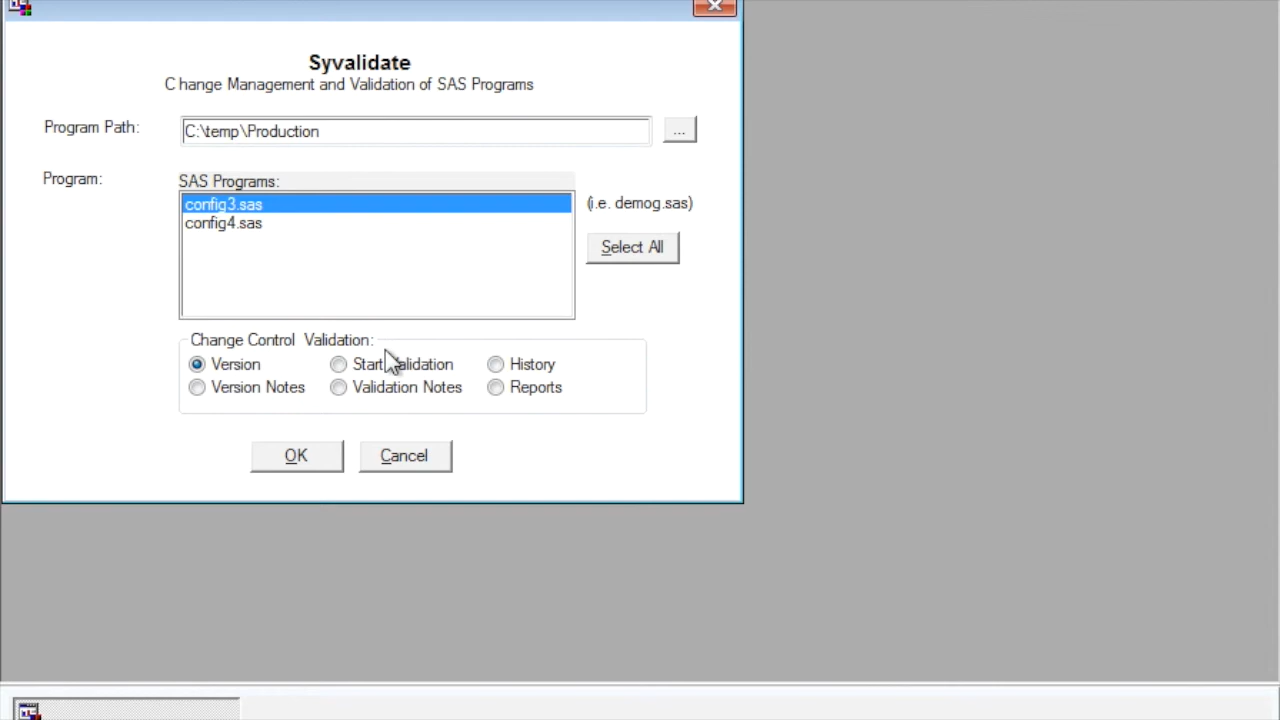 Syvalidate
Change Management and Validation of SAS Programs
Program Path: C:\temp\Production ...
Program: SAS Programs:
config3.sas (i.e. demog.sas)
config4.sas
Select All
Change Control Validation:
Version Start Validation History
Version Notes Validation Notes Reports
OK Cancel